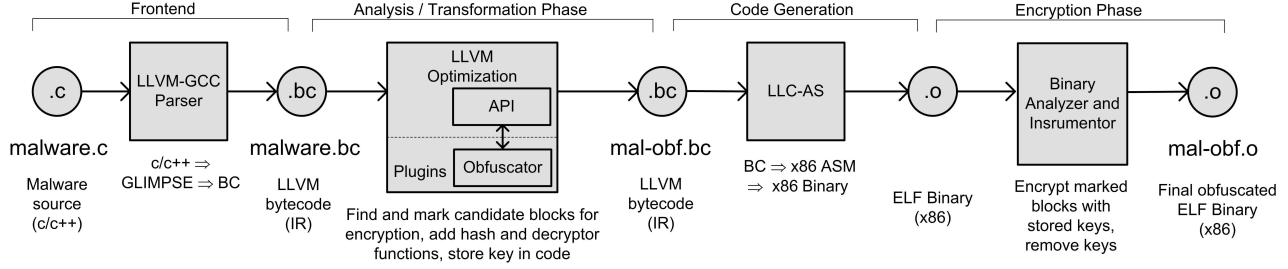 Frontend
Analysis / Transformation Phase
Code Generation
Encryption Phase
.c
LLVM-GCC
Parser
.bc
LLVM
Optimization
API
Plugins
Obfuscator
.bc
LLC-AS
.o
Binary
Analyzer and
Insrumentor
.o
malware.c
c/c++ ⇒
GLIMPSE ⇒ BC
malware.bc
mal-obf.bc
BC ⇒ x86 ASM
⇒ x86 Binary
mal-obf.o
Malware
source
(c/c++)
LLVM
bytecode
(IR)
Find and mark candidate blocks for
encryption, add hash and decryptor
functions, store key in code
LLVM
bytecode
(IR)
ELF Binary
(x86)
Encrypt marked
blocks with
stored keys,
remove keys
Final obfuscated
ELF Binary
(x86)